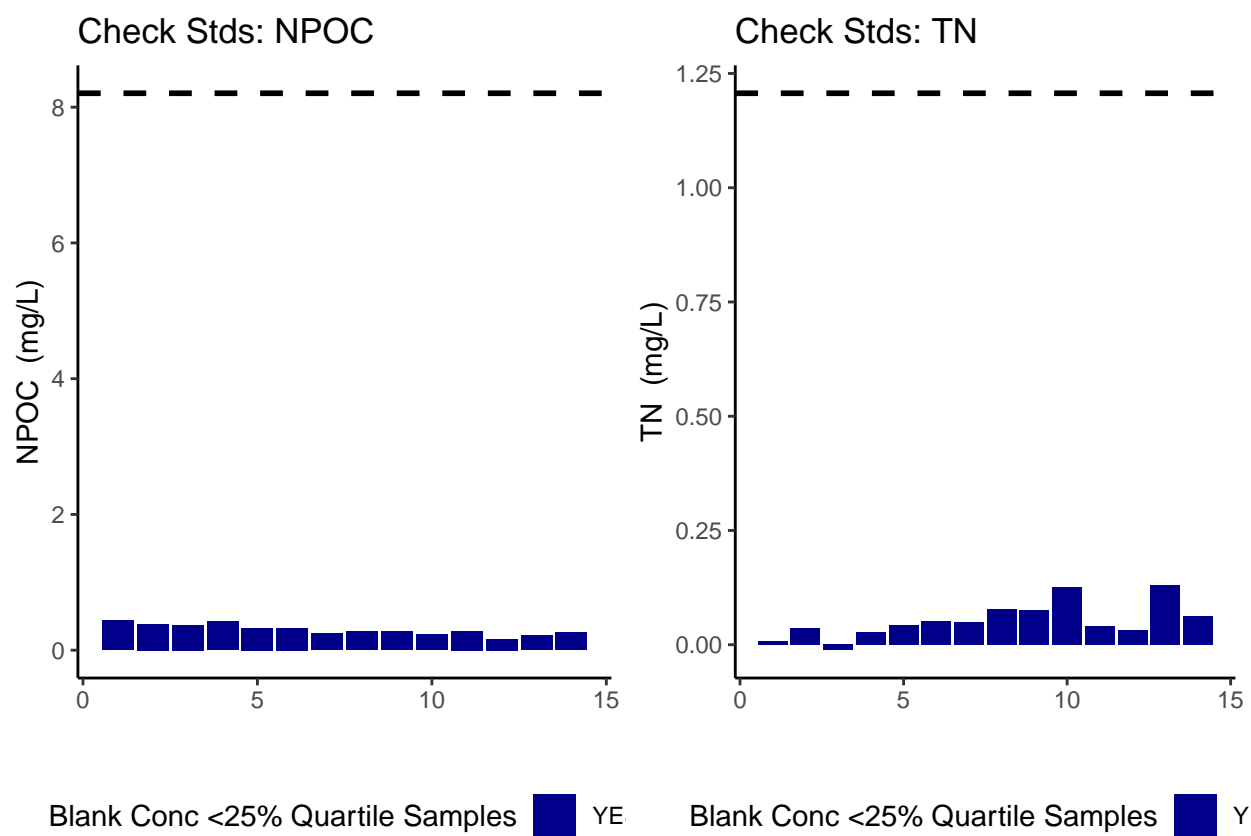 Check Stds: NPOC
NPOC (mg/L)
8
6
4
2
0
0 5 10 15
Blank Conc <25% Quartile Samples YE
Check Stds: TN
TN (mg/L)
1.25
1.00
0.75
0.50
0.25
0.00
0 5 10 15
Blank Conc <25% Quartile Samples Y